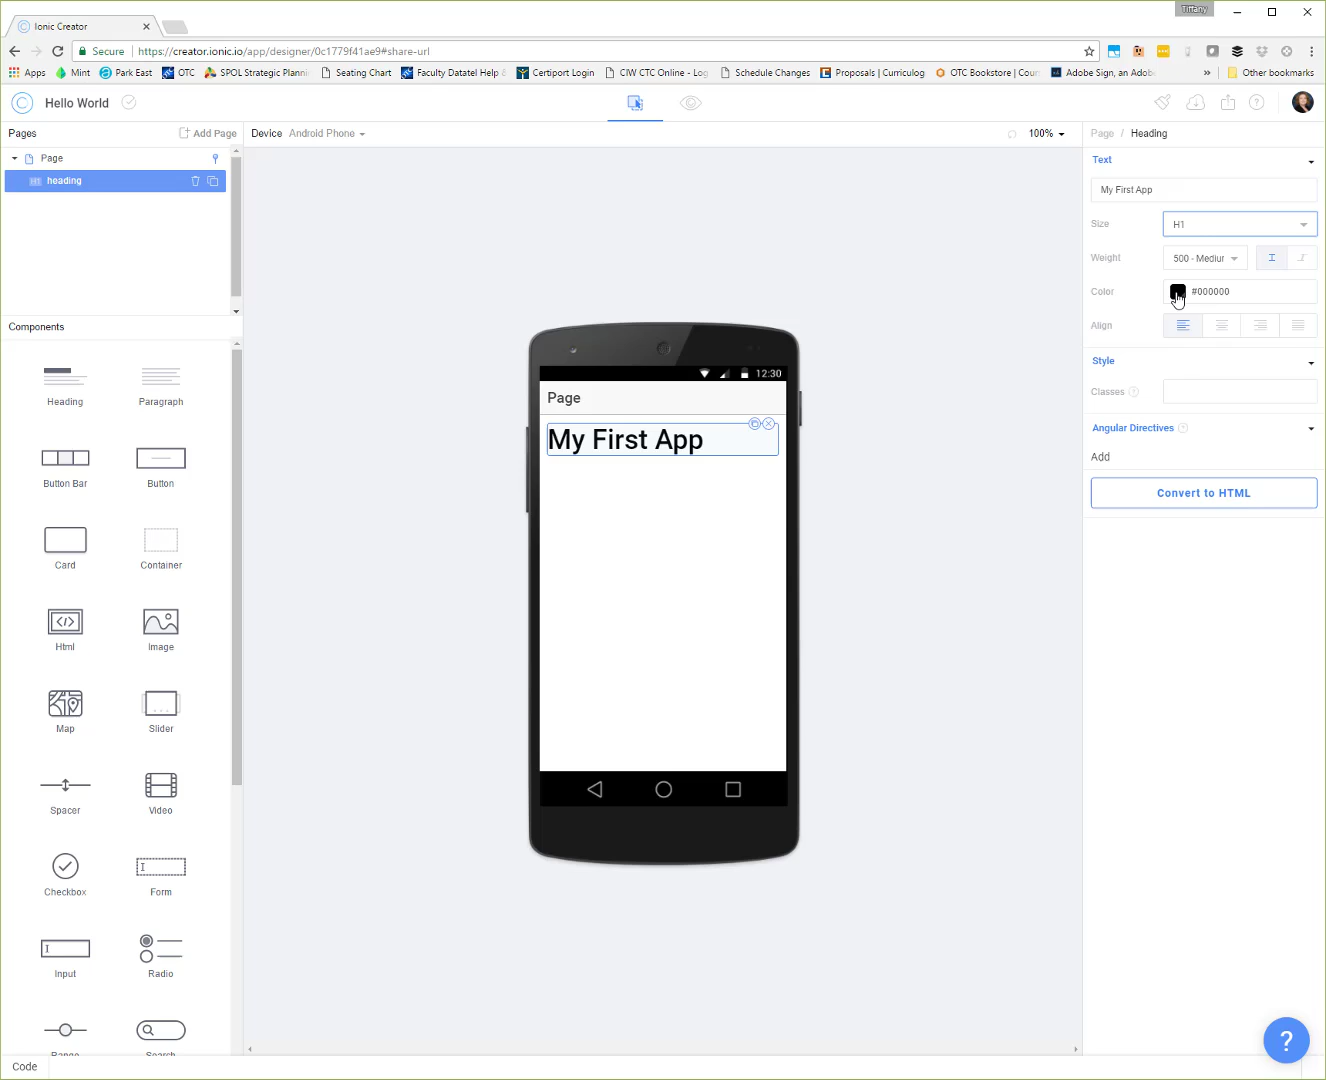 Tiffany
Ionic Creator
Secure https://creator.ionic.io/app/designer/0c1779f41ae9#share-url
Apps Mint Park East OTC SPOL Strategic Planni Seating Chart Faculty Datatel Help & Certiport Login CIW CTC Online - Log Schedule Changes Proposals | Curriculog OTC Bookstore | Cour Adobe Sign, an Adob » Other bookmarks
Hello World
Pages Add Page Device Android Phone 100% Page / Heading
Page
H1 heading
Text
My First App
Size H1
Weight 500 - Mediur
Color #000000
Align
Style
Classes
Angular Directives
Add
Convert to HTML
Components
Heading Paragraph
Button Bar Button
Card Container
Html Image
Map Slider
Spacer Video
Checkbox Form
Input Radio
Range Search
12:30
Page
My First App
Code
?